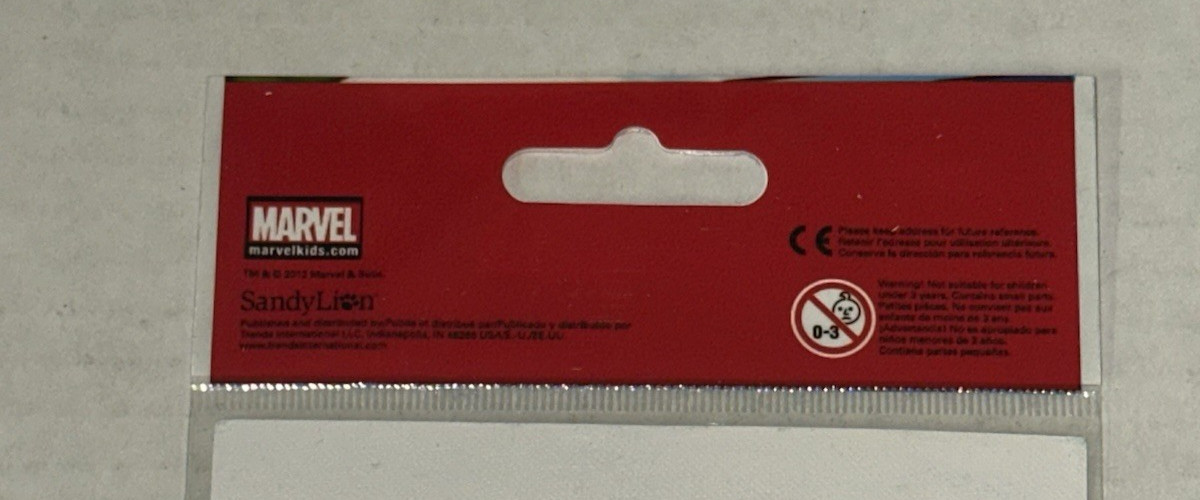 MARVEL
marvelkids.com
TM & © 2012 Marvel & Subs.
SandyLion
Published and distributed by/Publié et distribué par/Publicado y distribuido por
Trends International LLC, Indianapolis, IN 46268 USA/É.-U./EE.UU.
www.trendsinternational.com
CE
Please keep address for future reference.
Retenir l'adresse pour utilisation ultérieure.
Conserve la dirección para referencia futura.
0-3
Warning! Not suitable for children
under 3 years. Contains small parts.
Petites pièces. Ne convient pas aux
enfants de moins de 3 ans.
¡Advertencia! No es apropiado para
niños menores de 3 años.
Contiene partes pequeñas.